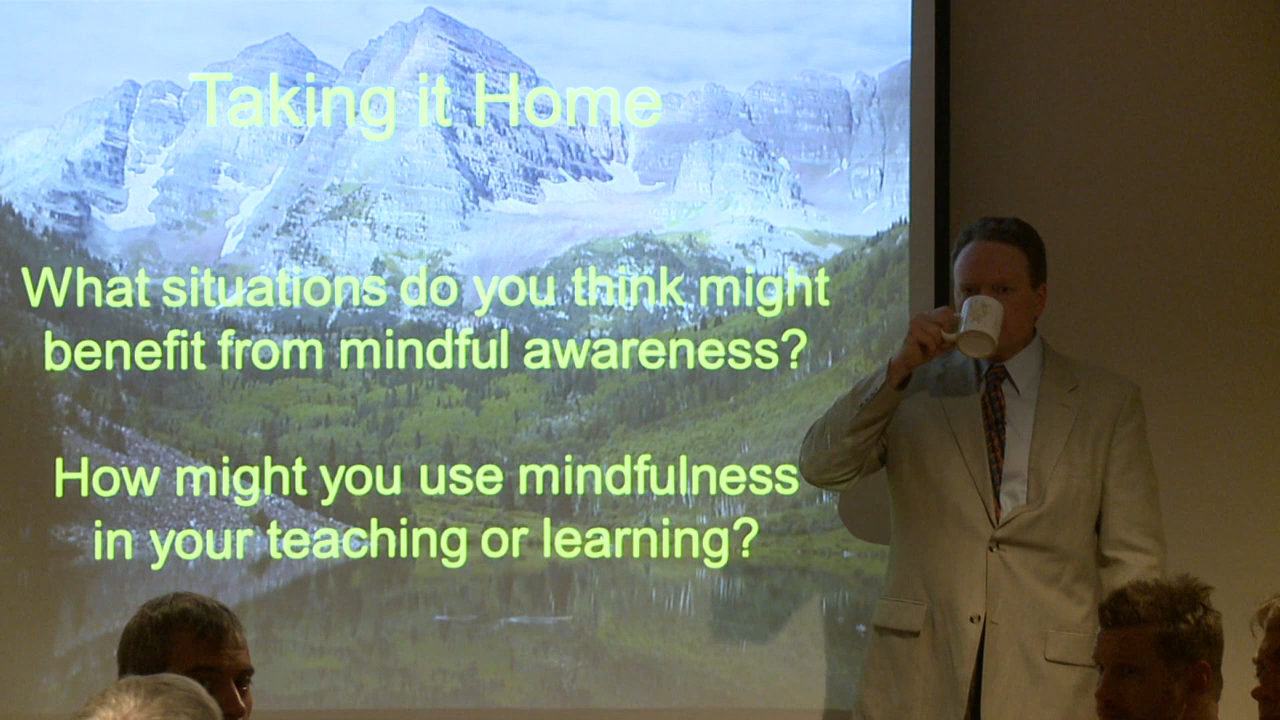 Taking it Home
What situations do you think might
benefit from mindful awareness?
How might you use mindfulness
in your teaching or learning?